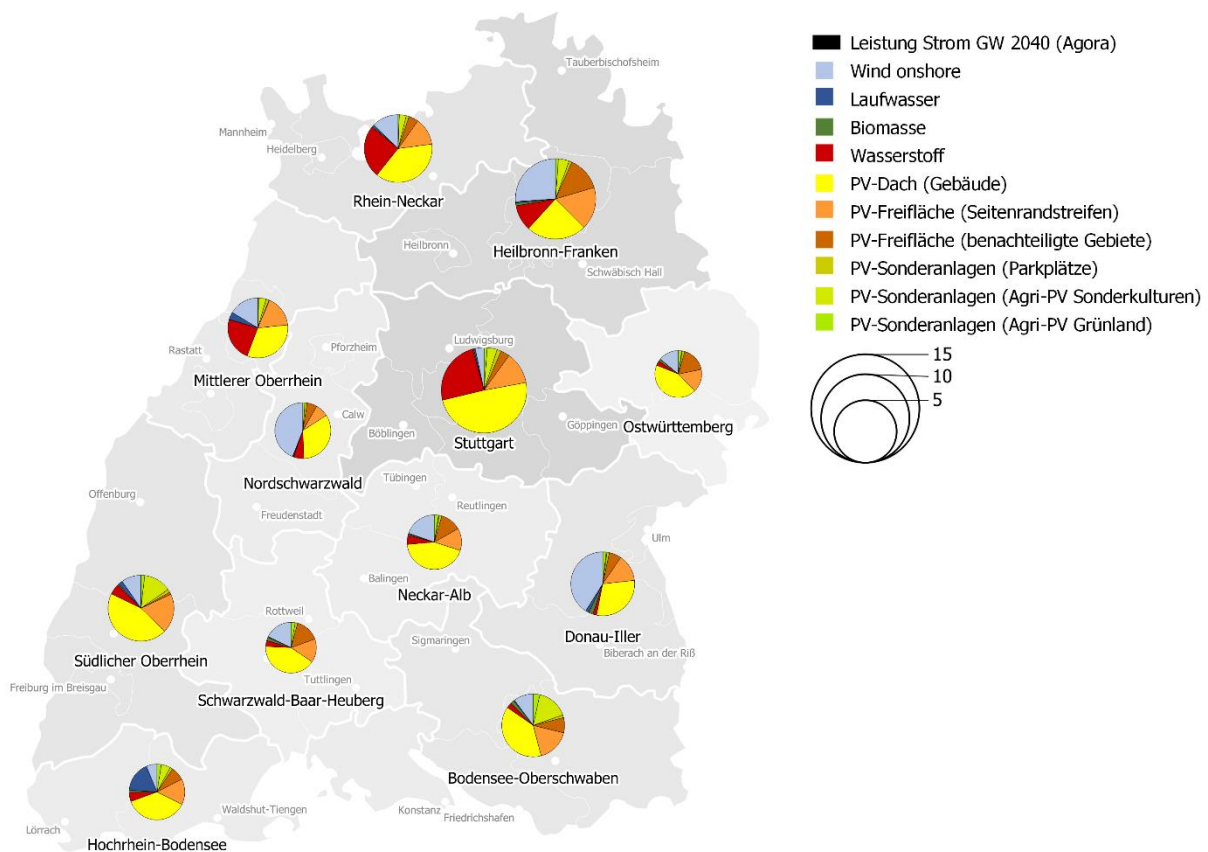 Tauberbischofsheim
Mannheim
Heidelberg
Rhein-Neckar
Heilbronn
Heilbronn-Franken
Schwäbisch Hall
Rastatt
Pforzheim
Ludwigsburg
Mittlerer Oberrhein
Calw
Böblingen
Stuttgart
Göppingen
Ostwürttemberg
Nordschwarzwald
Offenburg
Freudenstadt
Tübingen
Reutlingen
Ulm
Balingen
Neckar-Alb
Rottweil
Donau-Iller
Biberach an der Riß
Südlicher Oberrhein
Sigmaringen
Freiburg im Breisgau
Tuttlingen
Schwarzwald-Baar-Heuberg
Bodensee-Oberschwaben
Konstanz
Friedrichshafen
Waldshut-Tiengen
Lörrach
Hochrhein-Bodensee
Leistung Strom GW 2040 (Agora)
Wind onshore
Laufwasser
Biomasse
Wasserstoff
PV-Dach (Gebäude)
PV-Freifläche (Seitenrandstreifen)
PV-Freifläche (benachteiligte Gebiete)
PV-Sonderanlagen (Parkplätze)
PV-Sonderanlagen (Agri-PV Sonderkulturen)
PV-Sonderanlagen (Agri-PV Grünland)
15
10
5